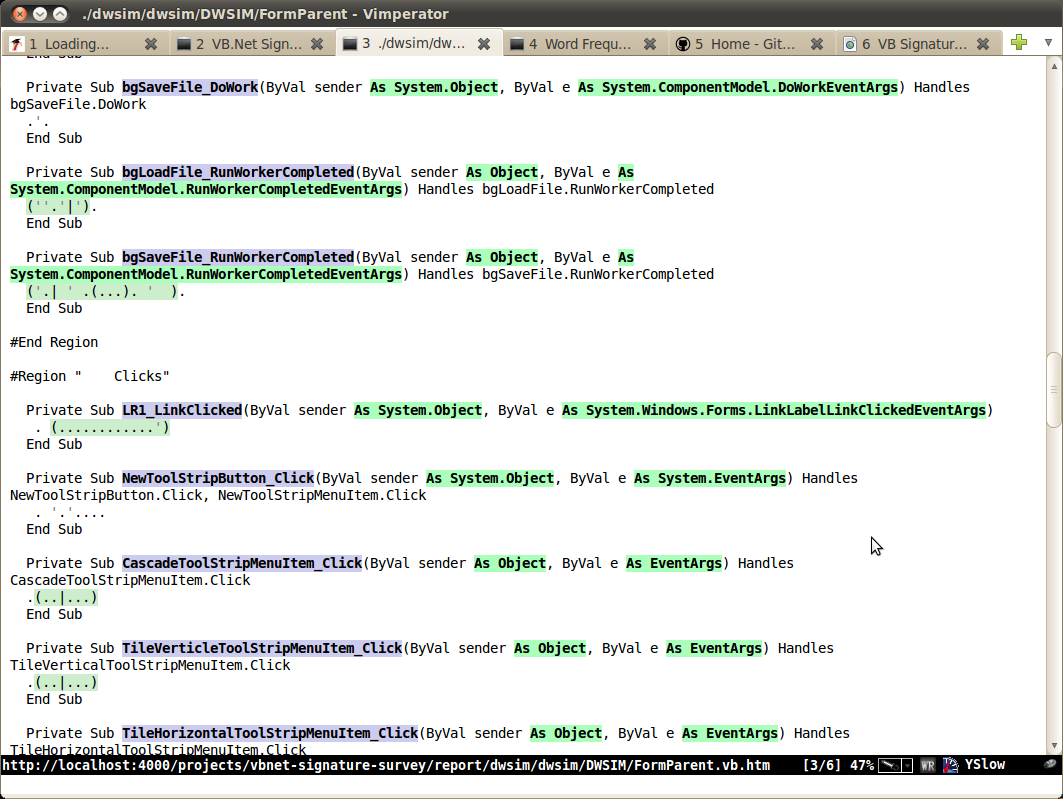 ./dwsim/dwsim/DWSIM/FormParent - Vimperator
1 Loading... 2 VB.Net Sign... 3 ./dwsim/dw... 4 Word Frequ... 5 Home - Git... 6 VB Signatur...
End Sub
Private Sub bgSaveFile_DoWork(ByVal sender As System.Object, ByVal e As System.ComponentModel.DoWorkEventArgs) Handles
bgSaveFile.DoWork
.'.
End Sub
Private Sub bgLoadFile_RunWorkerCompleted(ByVal sender As Object, ByVal e As
System.ComponentModel.RunWorkerCompletedEventArgs) Handles bgLoadFile.RunWorkerCompleted
(''.'|').
End Sub
Private Sub bgSaveFile_RunWorkerCompleted(ByVal sender As Object, ByVal e As
System.ComponentModel.RunWorkerCompletedEventArgs) Handles bgSaveFile.RunWorkerCompleted
('.| ' .(...). '  ).
End Sub
#End Region
#Region "    Clicks"
Private Sub LR1_LinkClicked(ByVal sender As System.Object, ByVal e As System.Windows.Forms.LinkLabelLinkClickedEventArgs)
. (............')
End Sub
Private Sub NewToolStripButton_Click(ByVal sender As System.Object, ByVal e As System.EventArgs) Handles
NewToolStripButton.Click, NewToolStripMenuItem.Click
. '.'....
End Sub
Private Sub CascadeToolStripMenuItem_Click(ByVal sender As Object, ByVal e As EventArgs) Handles
CascadeToolStripMenuItem.Click
.(..|...)
End Sub
Private Sub TileVerticleToolStripMenuItem_Click(ByVal sender As Object, ByVal e As EventArgs) Handles
TileVerticalToolStripMenuItem.Click
.(..|...)
End Sub
Private Sub TileHorizontalToolStripMenuItem_Click(ByVal sender As Object, ByVal e As EventArgs) Handles
TileHorizontalToolStripMenuItem.Click
http://localhost:4000/projects/vbnet-signature-survey/report/dwsim/dwsim/DWSIM/FormParent.vb.htm [3/6] 47% WR YSlow